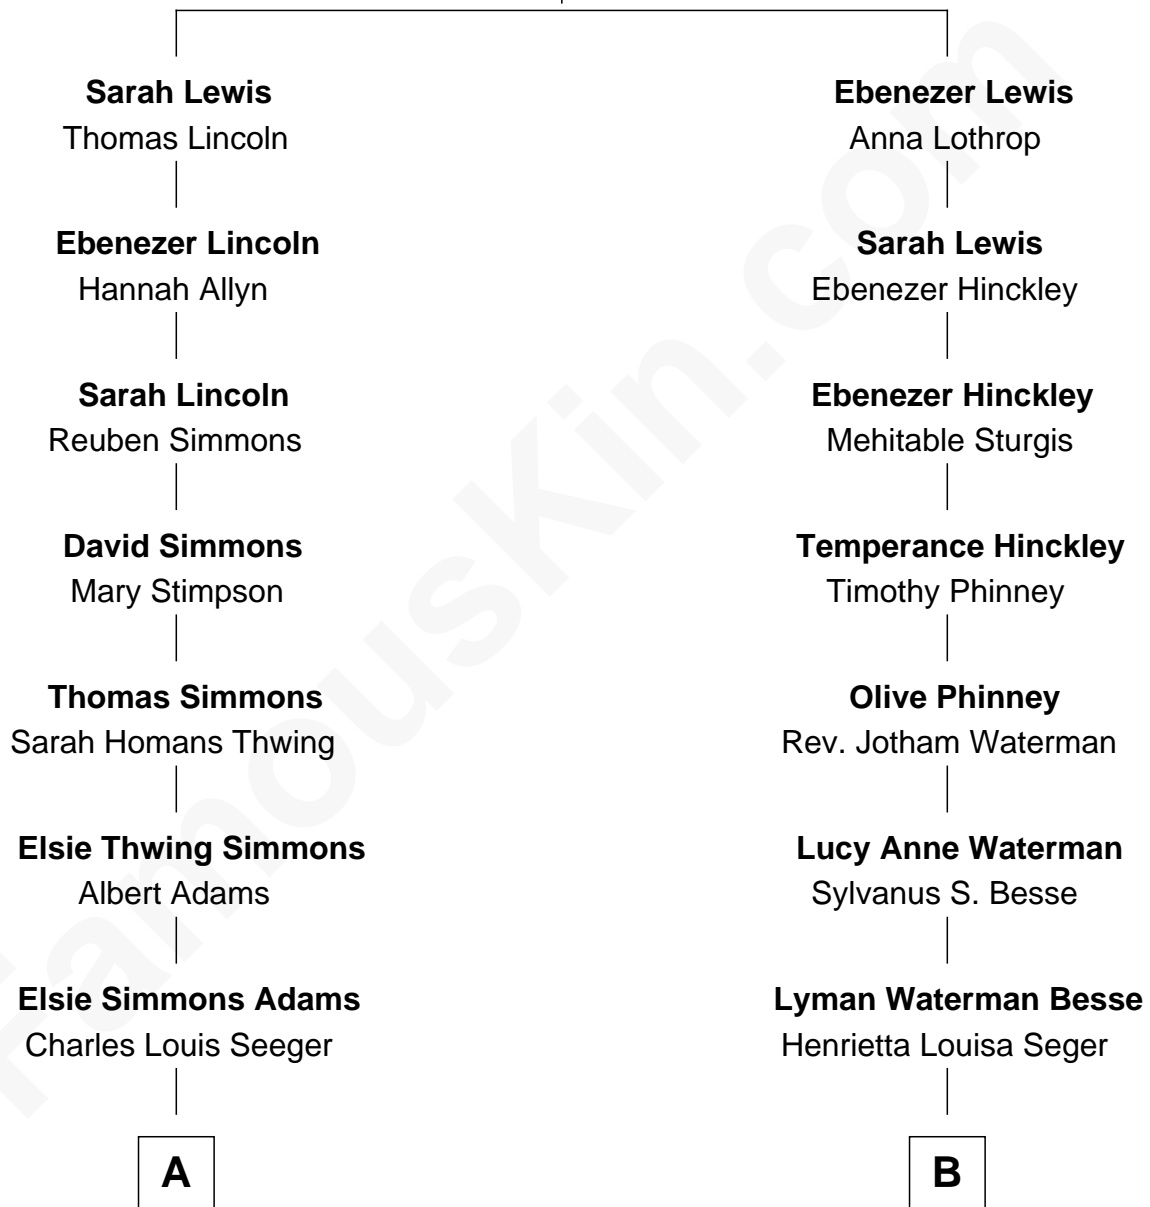 Sarah Lewis
Thomas Lincoln
Ebenezer Lewis
Anna Lothrop
Ebenezer Lincoln
Hannah Allyn
Sarah Lewis
Ebenezer Hinckley
Sarah Lincoln
Reuben Simmons
Ebenezer Hinckley
Mehitable Sturgis
David Simmons
Mary Stimpson
Temperance Hinckley
Timothy Phinney
Thomas Simmons
Sarah Homans Thwing
Olive Phinney
Rev. Jotham Waterman
Elsie Thwing Simmons
Albert Adams
Lucy Anne Waterman
Sylvanus S. Besse
Elsie Simmons Adams
Charles Louis Seeger
Lyman Waterman Besse
Henrietta Louisa Seger
A
B
FamousKin.com